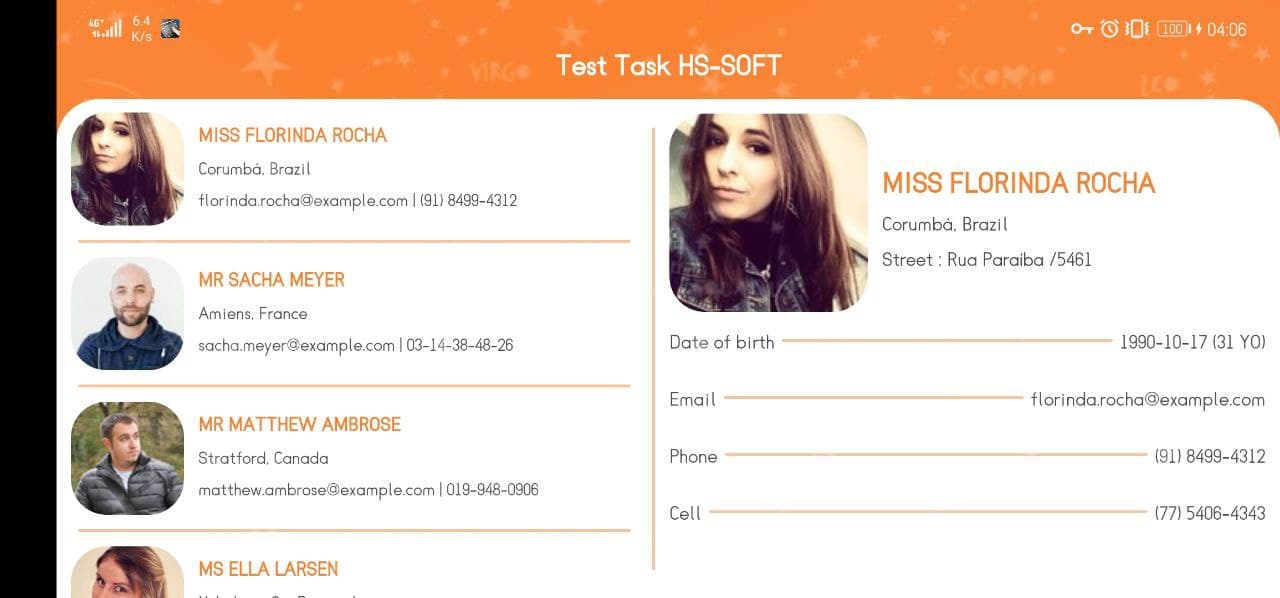 4G+ 6.4 K/s 100 04:06
VIRGO SCORPIO LEO
Test Task HS-SOFT
MISS FLORINDA ROCHA
Corumbá, Brazil
florinda.rocha@example.com | (91) 8499-4312
MR SACHA MEYER
Amiens, France
sacha.meyer@example.com | 03-14-38-48-26
MR MATTHEW AMBROSE
Stratford, Canada
matthew.ambrose@example.com | 019-948-0906
MS ELLA LARSEN
MISS FLORINDA ROCHA
Corumbá, Brazil
Street : Rua Paraíba /5461
Date of birth 1990-10-17 (31 YO)
Email florinda.rocha@example.com
Phone (91) 8499-4312
Cell (77) 5406-4343